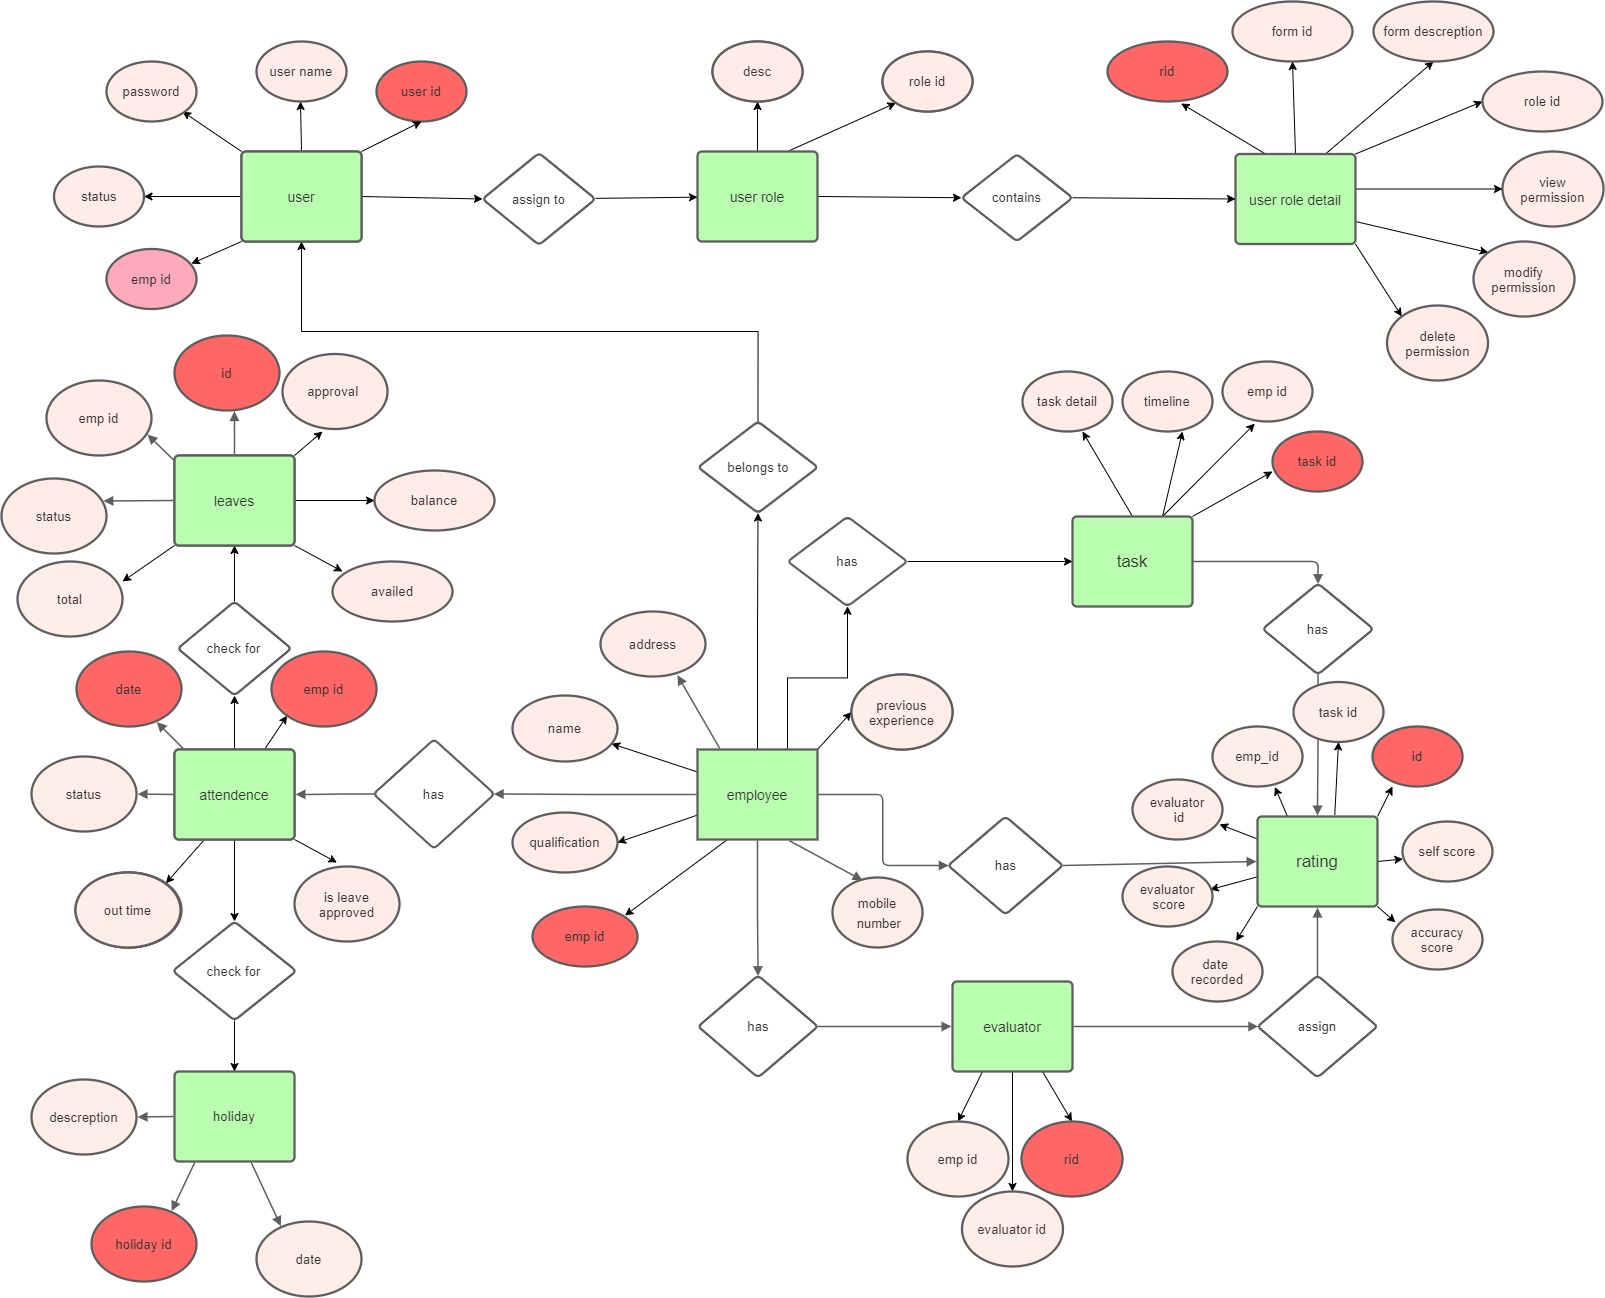 form id
form descreption
user name
desc
rid
password
user id
role id
role id
status
user
assign to
user role
contains
user role detail
view
permission
emp id
modify
permission
delete
permission
id
approval
emp id
task detail
timeline
emp id
belongs to
task id
leaves
balance
status
has
task
total
availed
check for
address
has
date
emp id
name
previous
experience
task id
emp_id
id
status
attendence
has
employee
evaluator
id
qualification
has
rating
self score
out time
is leave
approved
evaluator
score
emp id
mobile
number
accuracy
score
check for
date
recorded
has
evaluator
assign
descreption
holiday
emp id
rid
evaluator id
holiday id
date